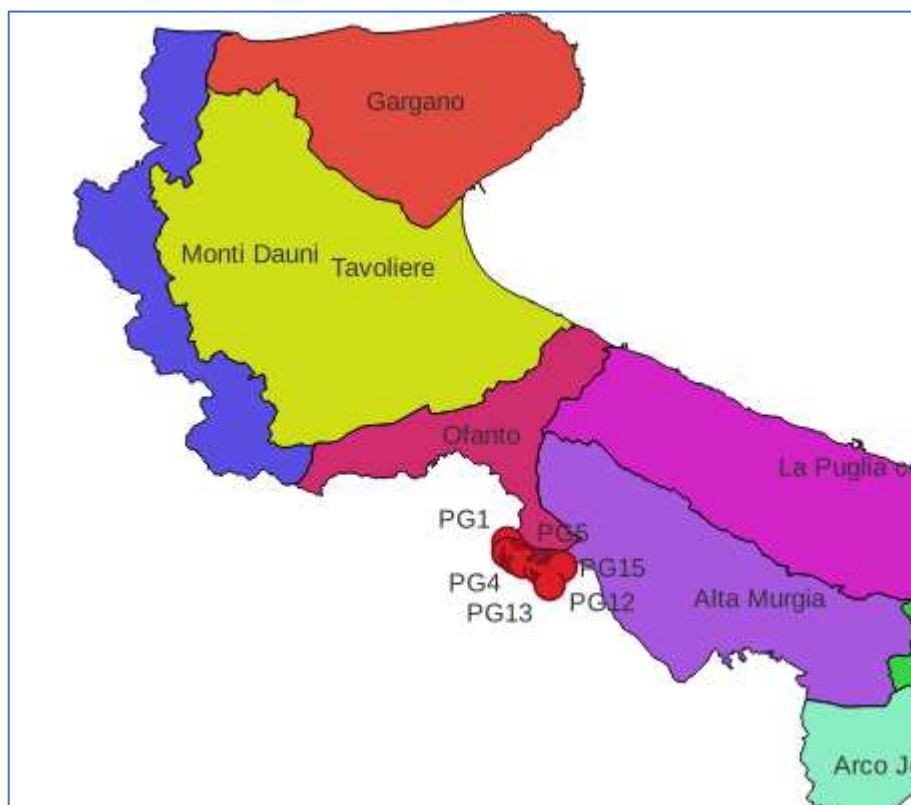 Gargano
Monti Dauni
Tavoliere
Ofanto
La Puglia c
PG1
PG5
PG4
PG15
PG13
PG12
Alta Murgia
Arco J